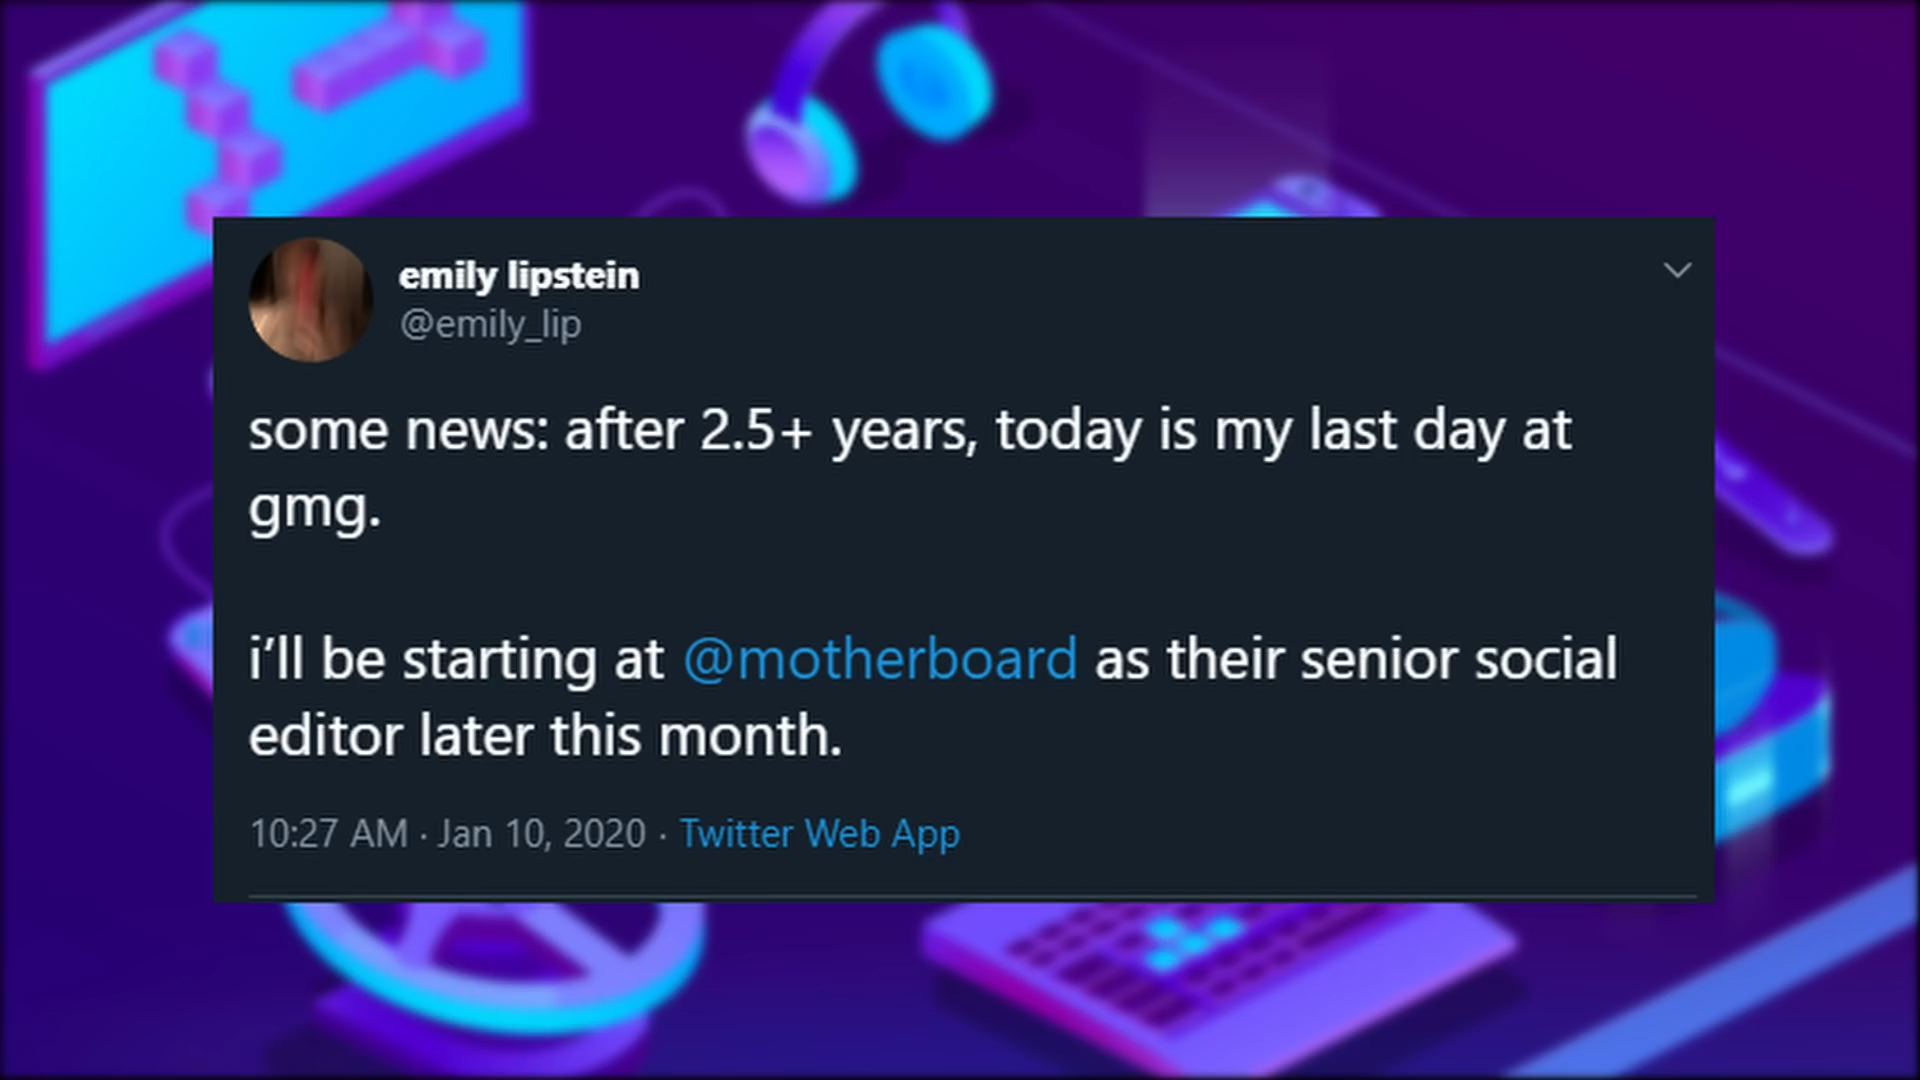 emily lipstein
@emily_lip
some news: after 2.5+ years, today is my last day at
gmg.
i’ll be starting at @motherboard as their senior social
editor later this month.
10:27 AM · Jan 10, 2020 · Twitter Web App